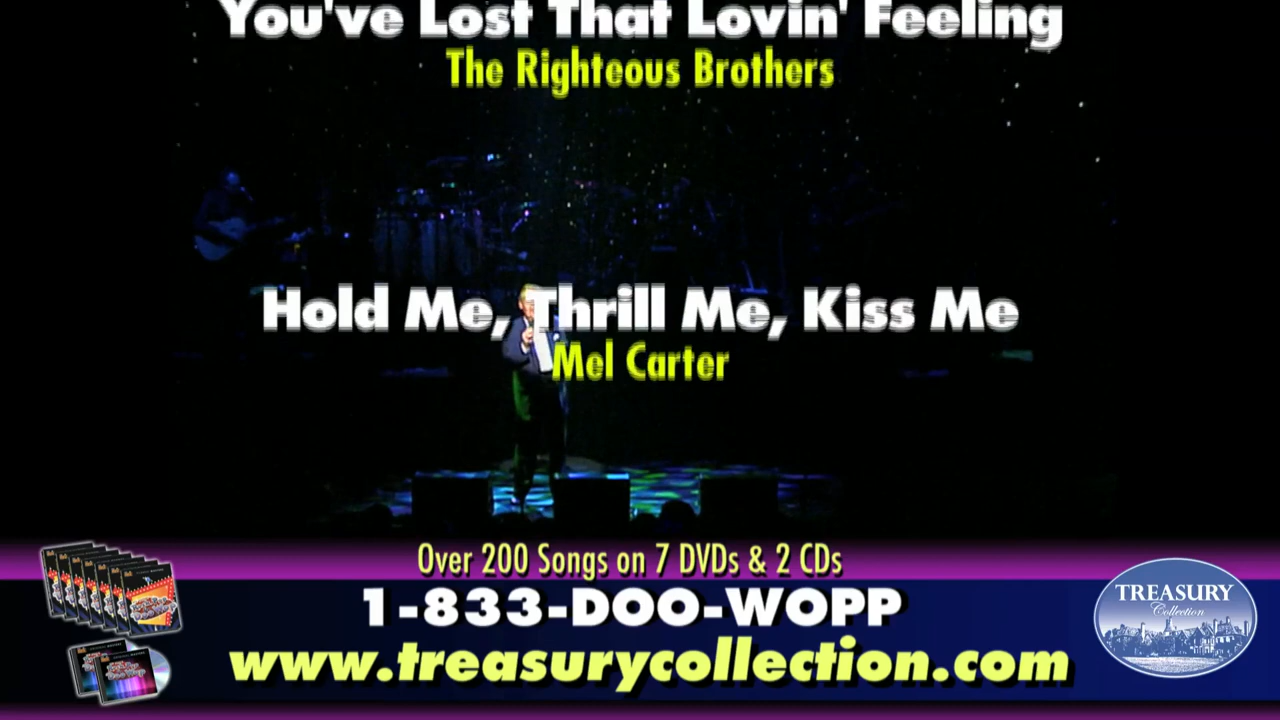 You've Lost That Lovin' Feeling
The Righteous Brothers
Hold Me, Thrill Me, Kiss Me
Mel Carter
Over 200 Songs on 7 DVDs & 2 CDs
1-833-DOO-WOPP
www.treasurycollection.com
TREASURY
Collection